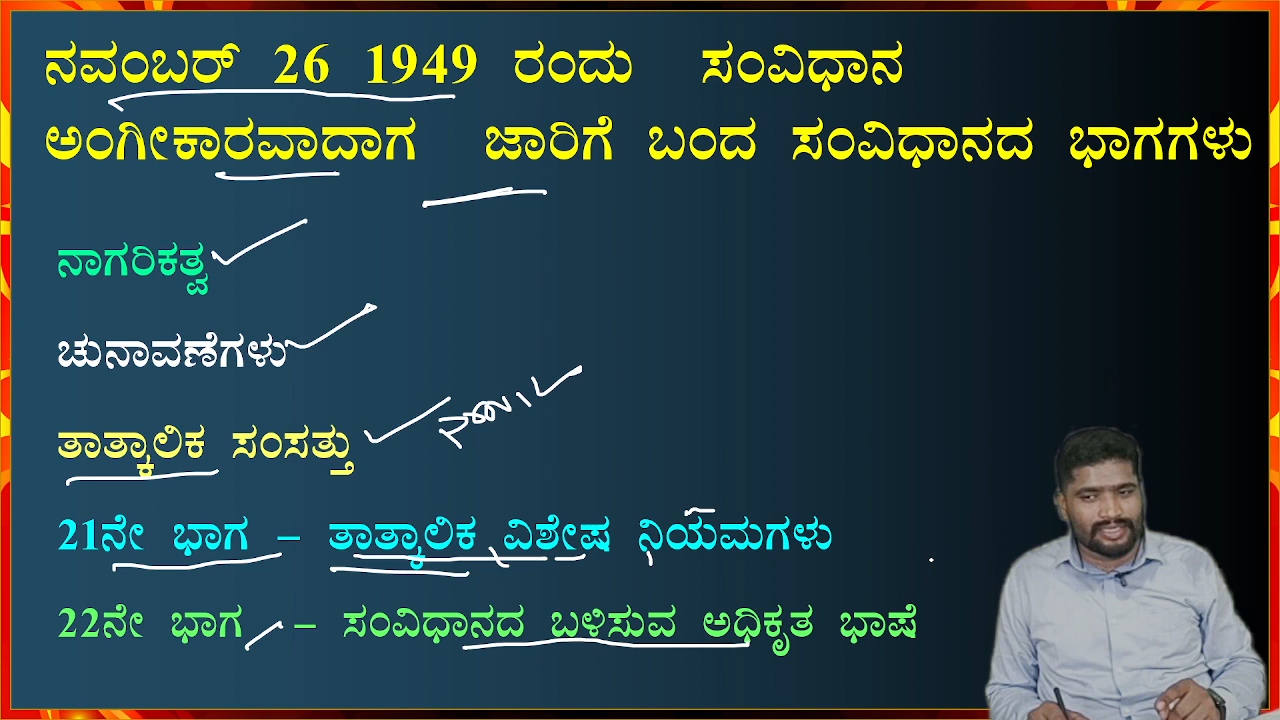 ನವಂಬರ್ 26 1949 ರಂದು ಸಂವಿಧಾನ
ಅಂಗೀಕಾರವಾದಾಗ ಜಾರಿಗೆ ಬಂದ ಸಂವಿಧಾನದ ಭಾಗಗಳು
ನಾಗರಿಕತ್ವ
ಚುನಾವಣೆಗಳು
ತಾತ್ಕಾಲಿಕ ಸಂಸತ್ತು
21ನೇ ಭಾಗ – ತಾತ್ಕಾಲಿಕ ವಿಶೇಷ ನಿಯಮಗಳು
22ನೇ ಭಾಗ – ಸಂವಿಧಾನದ ಬಳಿಸುವ ಅಧಿಕೃತ ಭಾಷೆ